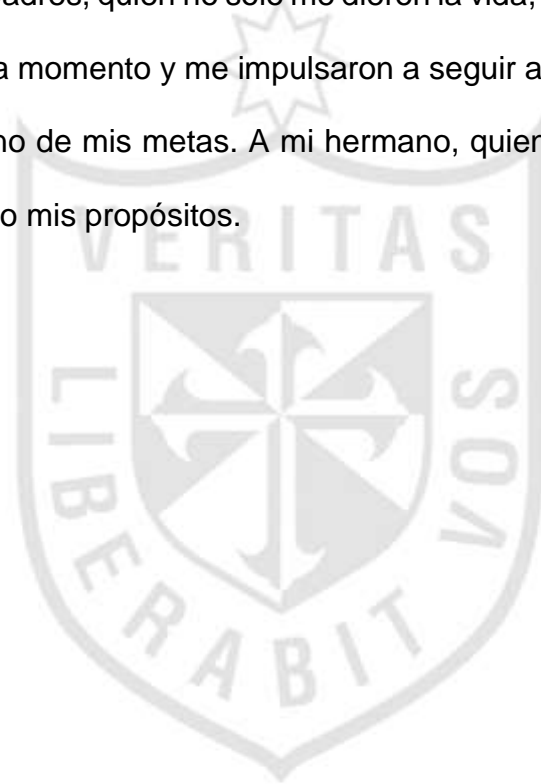 adres, quien no solo me dieron la vida,
a momento y me impulsaron a seguir a
no de mis metas. A mi hermano, quien
o mis propósitos.
VERITAS
LIBERABIT VOS